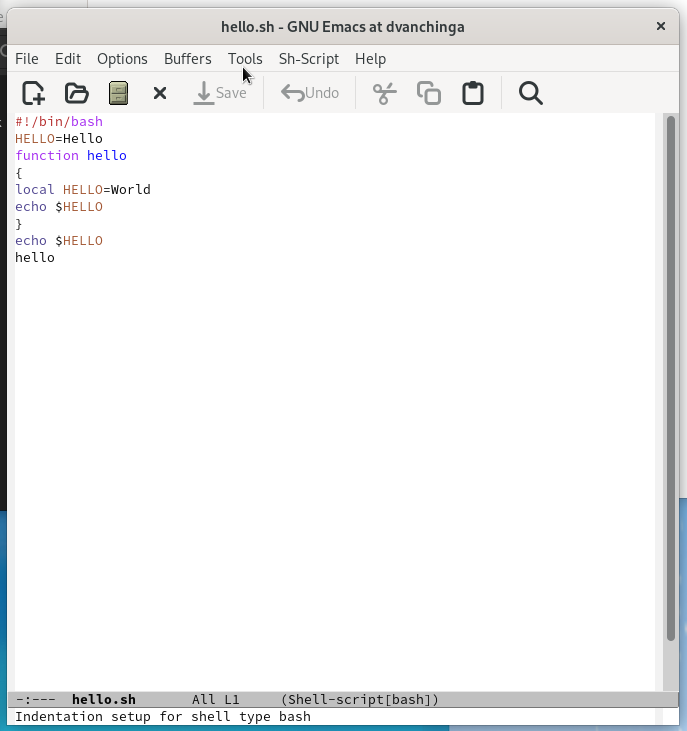 hello.sh - GNU Emacs at dvanchinga
File Edit Options Buffers Tools Sh-Script Help
Save Undo
#!/bin/bash
HELLO=Hello
function hello
{
local HELLO=World
echo $HELLO
}
echo $HELLO
hello
-:--- hello.sh All L1 (Shell-script[bash])
Indentation setup for shell type bash